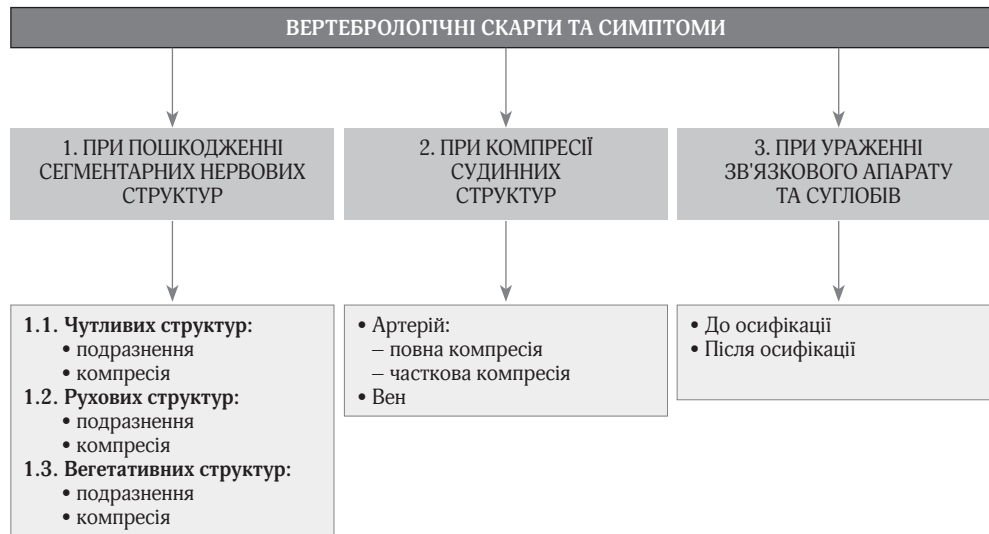 ВЕРТЕБРОЛОГІЧНІ СКАРГИ ТА СИМПТОМИ
1. ПРИ ПОШКОДЖЕННІ
СЕГМЕНТАРНИХ НЕРВОВИХ
СТРУКТУР
2. ПРИ КОМПРЕСІЇ
СУДИННИХ
СТРУКТУР
3. ПРИ УРАЖЕННІ
ЗВ'ЯЗКОВОГО АПАРАТУ
ТА СУГЛОБІВ
1.1. Чутливих структур:
• подразнення
• компресія
1.2. Рухових структур:
• подразнення
• компресія
1.3. Вегетативних структур:
• подразнення
• компресія
• Артерій:
– повна компресія
– часткова компресія
• Вен
• До осифікації
• Після осифікації